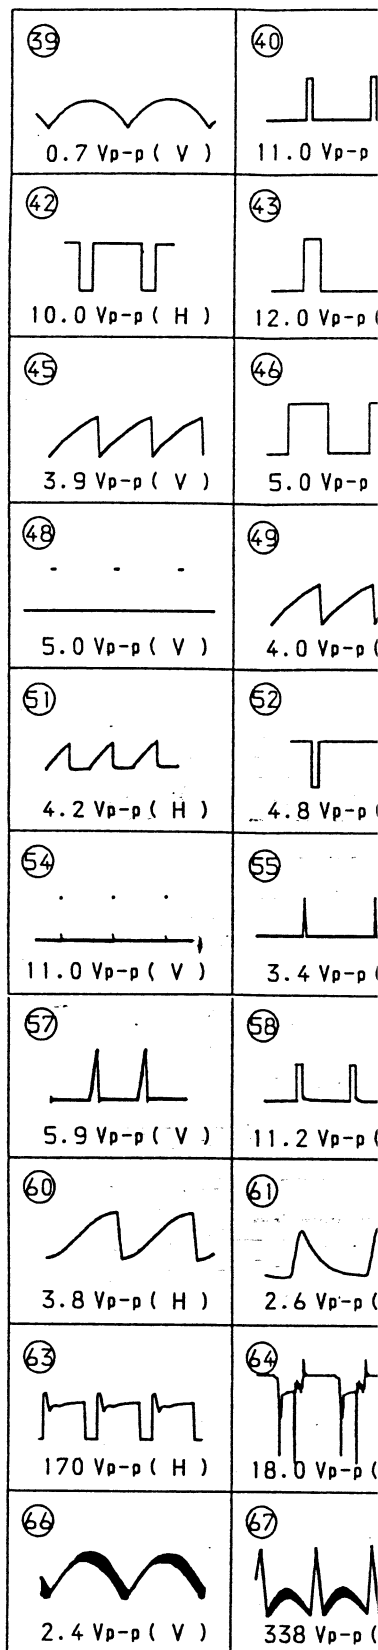 39 40
0.7 Vp-p ( V ) 11.0 Vp-p
42 43
10.0 Vp-p ( H ) 12.0 Vp-p (
45 46
3.9 Vp-p ( V ) 5.0 Vp-p
48 49
5.0 Vp-p ( V ) 4.0 Vp-p (
51 52
4.2 Vp-p ( H ) 4.8 Vp-p (
54 55
11.0 Vp-p ( V ) 3.4 Vp-p (
57 58
5.9 Vp-p ( V ) 11.2 Vp-p (
60 61
3.8 Vp-p ( H ) 2.6 Vp-p (
63 64
170 Vp-p ( H ) 18.0 Vp-p (
66 67
2.4 Vp-p ( V ) 338 Vp-p (